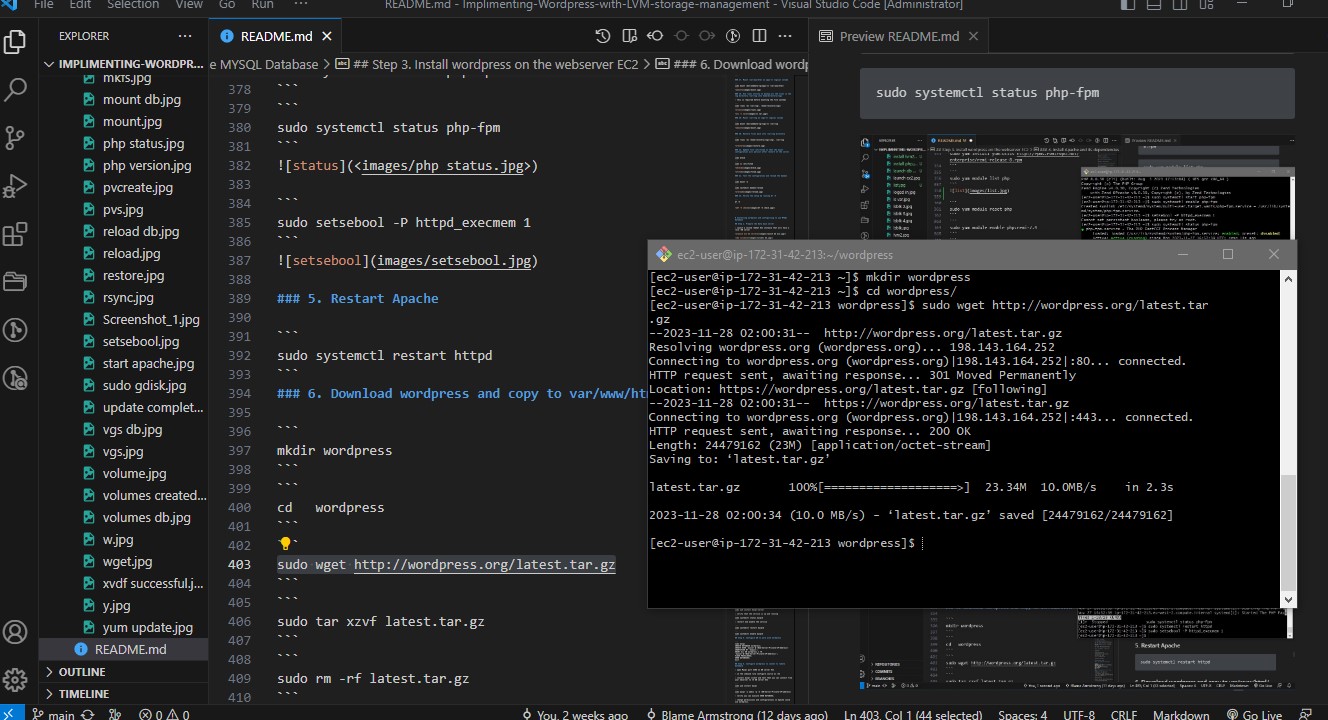 File Edit Selection View Go Run ··· README.md - Implimenting-Wordpress-with-LVM-storage-management - Visual Studio Code [Administrator]
EXPLORER ···
IMPLIMENTING-WORDPR...
mkfs.jpg
mount db.jpg
mount.jpg
php status.jpg
php version.jpg
pvcreate.jpg
pvs.jpg
reload db.jpg
reload.jpg
restore.jpg
rsync.jpg
Screenshot_1.jpg
setsebool.jpg
start apache.jpg
sudo gdisk.jpg
update complet...
vgs db.jpg
vgs.jpg
volume.jpg
volumes created...
volumes db.jpg
w.jpg
wget.jpg
xvdf successful.j...
y.jpg
yum update.jpg
README.md
OUTLINE
TIMELINE
README.md
e MYSQL Database > ## Step 3. Install wordpress on the webserver EC2 > ### 6. Download wordp
378 ```
379 ```
380 sudo systemctl status php-fpm
381 ```
382 ![status](<images/php status.jpg>)
383
384 ```
385 sudo setsebool -P httpd_execmem 1
386 ```
387 ![setsebool](images/setsebool.jpg)
388
389 ### 5. Restart Apache
390
391 ```
392 sudo systemctl restart httpd
393 ```
394 ### 6. Download wordpress and copy to var/www/ht
395
396 ```
397 mkdir wordpress
398 ```
399 ```
400 cd   wordpress
401 ```
402 ```
403 sudo wget http://wordpress.org/latest.tar.gz
404 ```
405 ```
406 sudo tar xzvf latest.tar.gz
407 ```
408 ```
409 sudo rm -rf latest.tar.gz
410 ```
Preview README.md
sudo systemctl status php-fpm
ec2-user@ip-172-31-42-213:~/wordpress
[ec2-user@ip-172-31-42-213 ~]$ mkdir wordpress
[ec2-user@ip-172-31-42-213 ~]$ cd wordpress/
[ec2-user@ip-172-31-42-213 wordpress]$ sudo wget http://wordpress.org/latest.tar
.gz
--2023-11-28 02:00:31--  http://wordpress.org/latest.tar.gz
Resolving wordpress.org (wordpress.org)... 198.143.164.252
Connecting to wordpress.org (wordpress.org)|198.143.164.252|:80... connected.
HTTP request sent, awaiting response... 301 Moved Permanently
Location: https://wordpress.org/latest.tar.gz [following]
--2023-11-28 02:00:31--  https://wordpress.org/latest.tar.gz
Connecting to wordpress.org (wordpress.org)|198.143.164.252|:443... connected.
HTTP request sent, awaiting response... 200 OK
Length: 24479162 (23M) [application/octet-stream]
Saving to: ‘latest.tar.gz’
latest.tar.gz       100%[===================>]  23.34M  10.0MB/s    in 2.3s
2023-11-28 02:00:34 (10.0 MB/s) - ‘latest.tar.gz’ saved [24479162/24479162]
[ec2-user@ip-172-31-42-213 wordpress]$
5. Restart Apache
sudo systemctl restart httpd
mkdir wordpress
cd   wordpress
main 0 0 You, 2 weeks ago Blame Armstrong (12 days ago) Ln 403, Col 1 (44 selected) Spaces: 4 UTF-8 CRLF Markdown Go Live